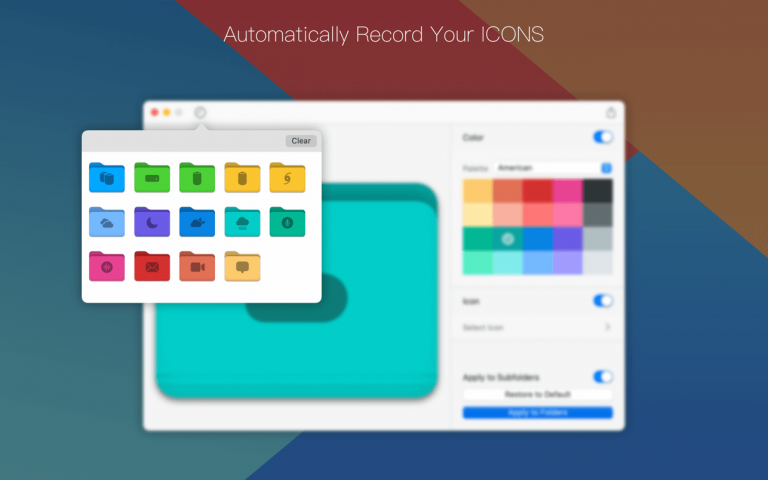 Automatically Record Your ICONS
Clear
Color
Palette American
Icon
Select Icon
Apply to Subfolders
Restore to Default
Apply to Folders